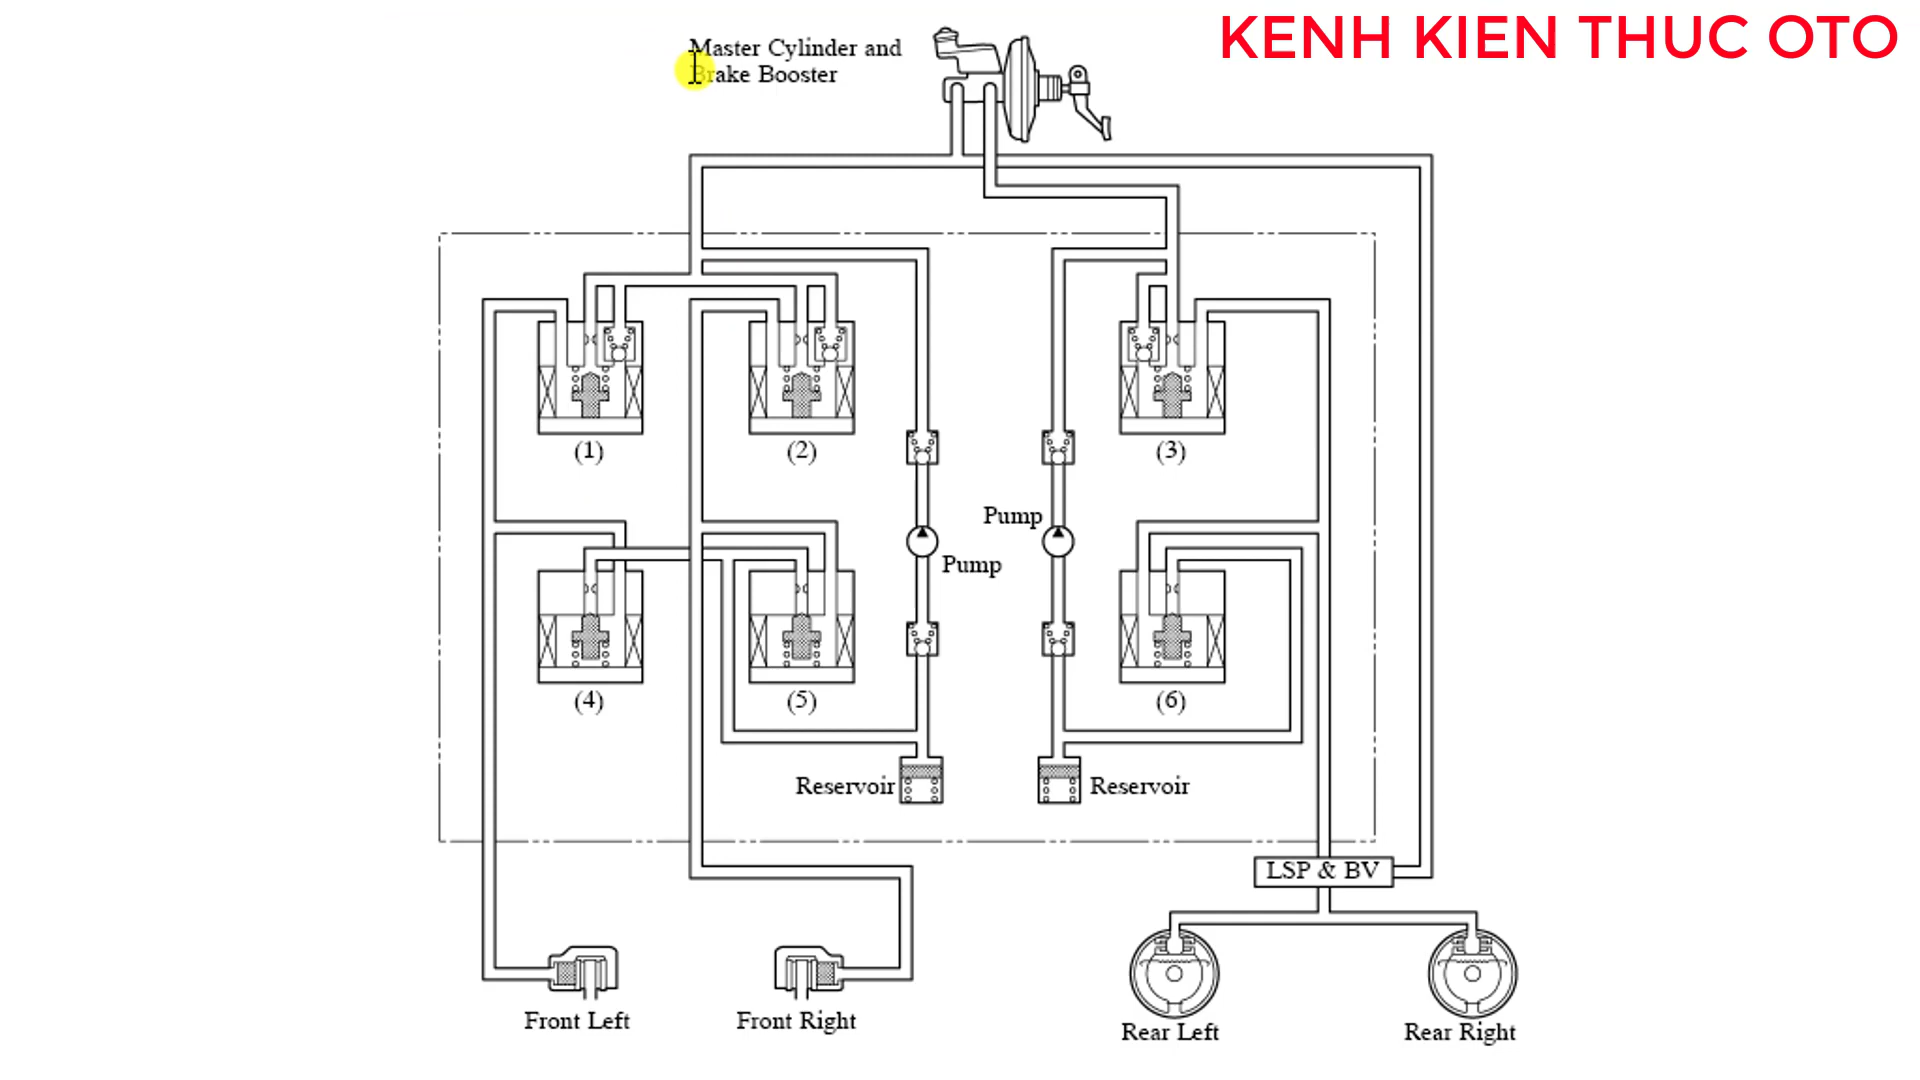 KENH KIEN THUC OTO
Master Cylinder and
Brake Booster
(1)
(2)
(3)
Pump
Pump
(4)
(5)
(6)
Reservoir
Reservoir
LSP & BV
Front Left
Front Right
Rear Left
Rear Right